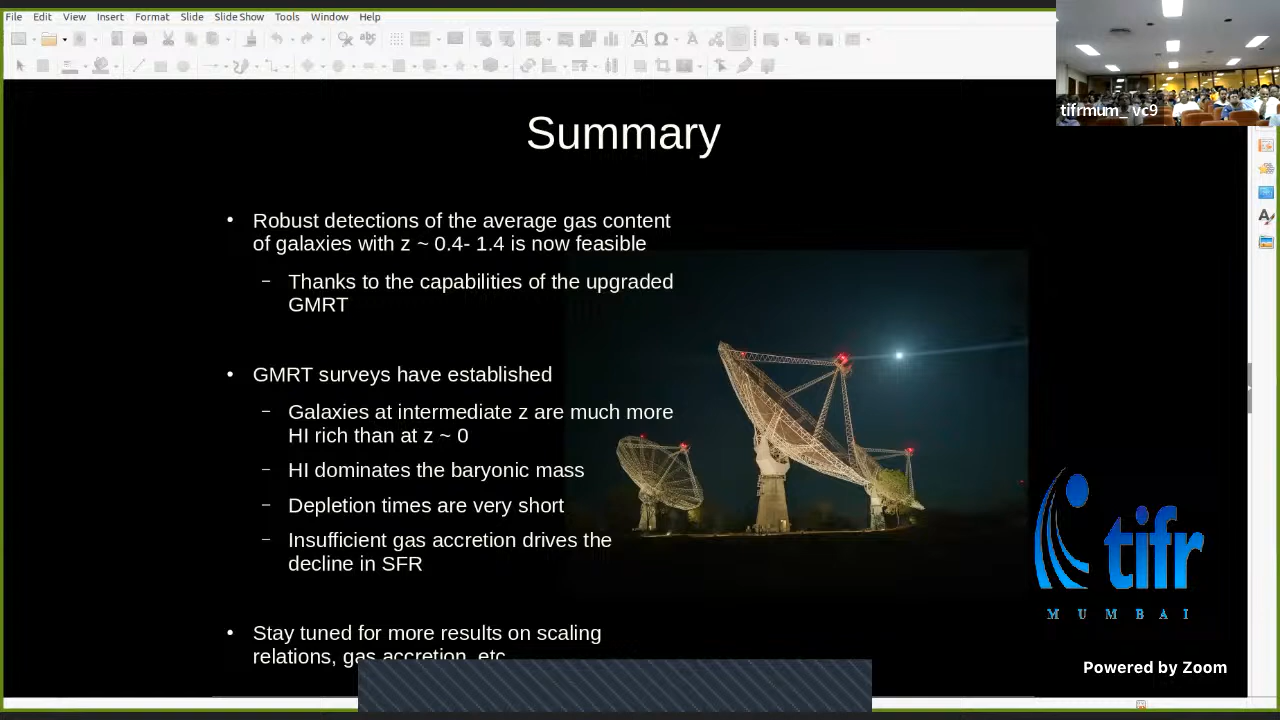 File Edit View Insert Format Slide Slide Show Tools Window Help
tifrmum_ vc9
Summary
• Robust detections of the average gas content
of galaxies with z ~ 0.4- 1.4 is now feasible
– Thanks to the capabilities of the upgraded
GMRT
• GMRT surveys have established
– Galaxies at intermediate z are much more
HI rich than at z ~ 0
– HI dominates the baryonic mass
– Depletion times are very short
– Insufficient gas accretion drives the
decline in SFR
• Stay tuned for more results on scaling
relations, gas accretion, etc
tifr
MUMBAI
Powered by Zoom